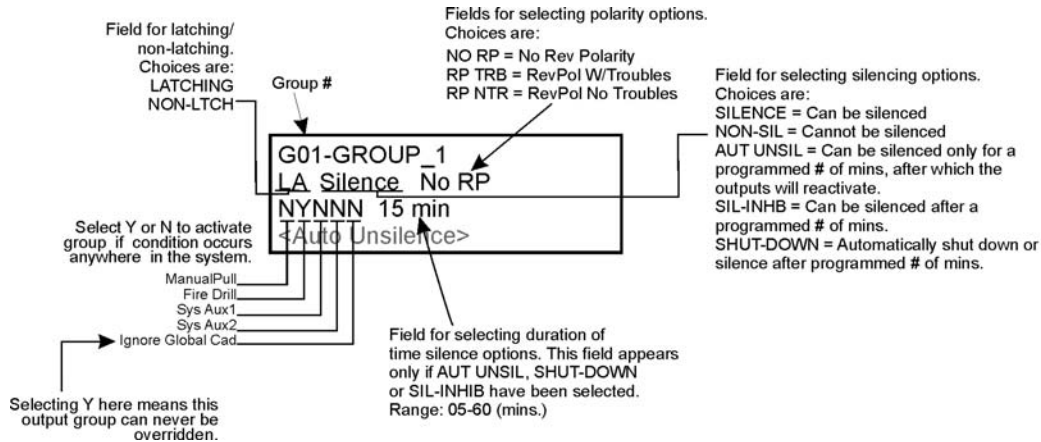 Field for latching/
non-latching.
Choices are:
LATCHING
NON-LTCH
Group #
Fields for selecting polarity options.
Choices are:
NO RP = No Rev Polarity
RP TRB = RevPol W/Troubles
RP NTR = RevPol No Troubles
Field for selecting silencing options.
Choices are:
SILENCE = Can be silenced
NON-SIL = Cannot be silenced
AUT UNSIL = Can be silenced only for a
programmed # of mins, after which the
outputs will reactivate.
SIL-INHB = Can be silenced after a
programmed # of mins.
SHUT-DOWN = Automatically shut down or
silence after programmed # of mins.
G01-GROUP_1
LA Silence No RP
NYNNN 15 min
<Auto Unsilence>
Select Y or N to activate
group if condition occurs
anywhere in the system.
ManualPull
Fire Drill
Sys Aux1
Sys Aux2
Ignore Global Cad
Selecting Y here means this
output group can never be
overridden.
Field for selecting duration of
time silence options. This field appears
only if AUT UNSIL, SHUT-DOWN
or SIL-INHIB have been selected.
Range: 05-60 (mins.)